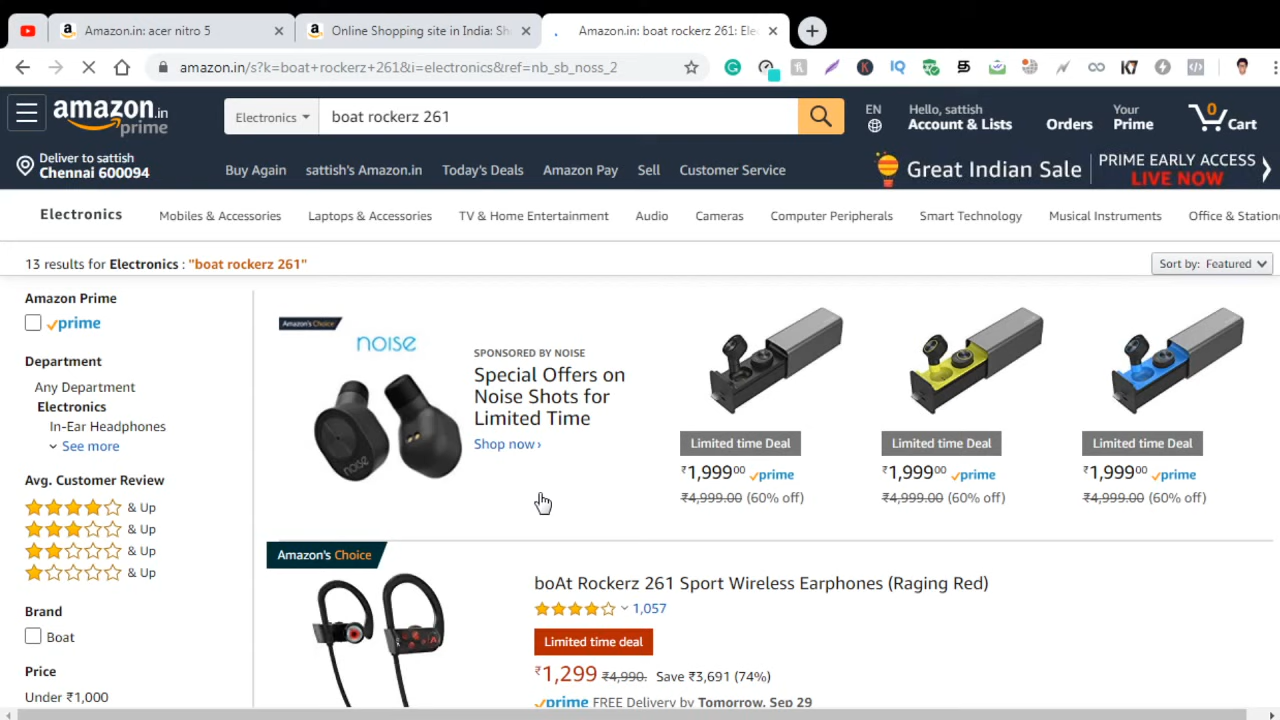 Amazon.in: acer nitro 5
Online Shopping site in India: Sh
Amazon.in: boat rockerz 261: Ele
amazon.in/s?k=boat+rockerz+261&i=electronics&ref=nb_sb_noss_2
amazon.in
prime
Electronics
boat rockerz 261
EN
Hello, sattish
Account & Lists
Orders
Your
Prime
0
Cart
Deliver to sattish
Chennai 600094
Buy Again
sattish's Amazon.in
Today's Deals
Amazon Pay
Sell
Customer Service
Great Indian Sale
PRIME EARLY ACCESS
LIVE NOW
Electronics
Mobiles & Accessories
Laptops & Accessories
TV & Home Entertainment
Audio
Cameras
Computer Peripherals
Smart Technology
Musical Instruments
Office & Station
13 results for Electronics : "boat rockerz 261"
Sort by: Featured
Amazon Prime
prime
Department
Any Department
Electronics
In-Ear Headphones
See more
Avg. Customer Review
& Up
& Up
& Up
& Up
Brand
Boat
Price
Under ₹1,000
Amazon's Choice
noise
noise
SPONSORED BY NOISE
Special Offers on
Noise Shots for
Limited Time
Shop now ›
Limited time Deal
₹1,99900 prime
₹4,999.00 (60% off)
Limited time Deal
₹1,99900 prime
₹4,999.00 (60% off)
Limited time Deal
₹1,99900 prime
₹4,999.00 (60% off)
Amazon's Choice
boAt Rockerz 261 Sport Wireless Earphones (Raging Red)
1,057
Limited time deal
₹1,299 ₹4,990. Save ₹3,691 (74%)
prime FREE Delivery by Tomorrow, Sep 29